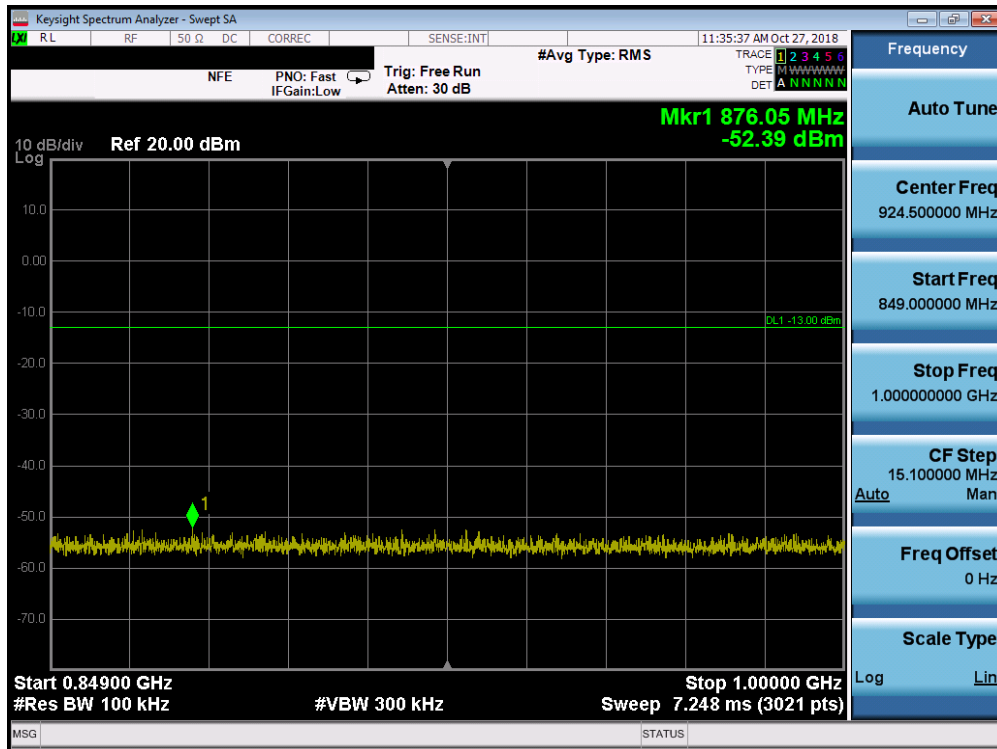 Keysight Spectrum Analyzer - Swept SA
LXI RL RF 50 Ω DC CORREC SENSE:INT 11:35:37 AM Oct 27, 2018
#Avg Type: RMS TRACE 1 2 3 4 5 6
NFE PNO: Fast Trig: Free Run TYPE M WWWWW
IFGain:Low Atten: 30 dB DET A N N N N N
Mkr1 876.05 MHz
-52.39 dBm
10 dB/div Ref 20.00 dBm
Log
10.0
0.00
-10.0
DL1 -13.00 dBm
-20.0
-30.0
-40.0
1
-50.0
-60.0
-70.0
Start 0.84900 GHz Stop 1.00000 GHz
#Res BW 100 kHz #VBW 300 kHz Sweep 7.248 ms (3021 pts)
MSG STATUS
Frequency
Auto Tune
Center Freq
924.500000 MHz
Start Freq
849.000000 MHz
Stop Freq
1.000000000 GHz
CF Step
15.100000 MHz
Auto Man
Freq Offset
0 Hz
Scale Type
Log Lin